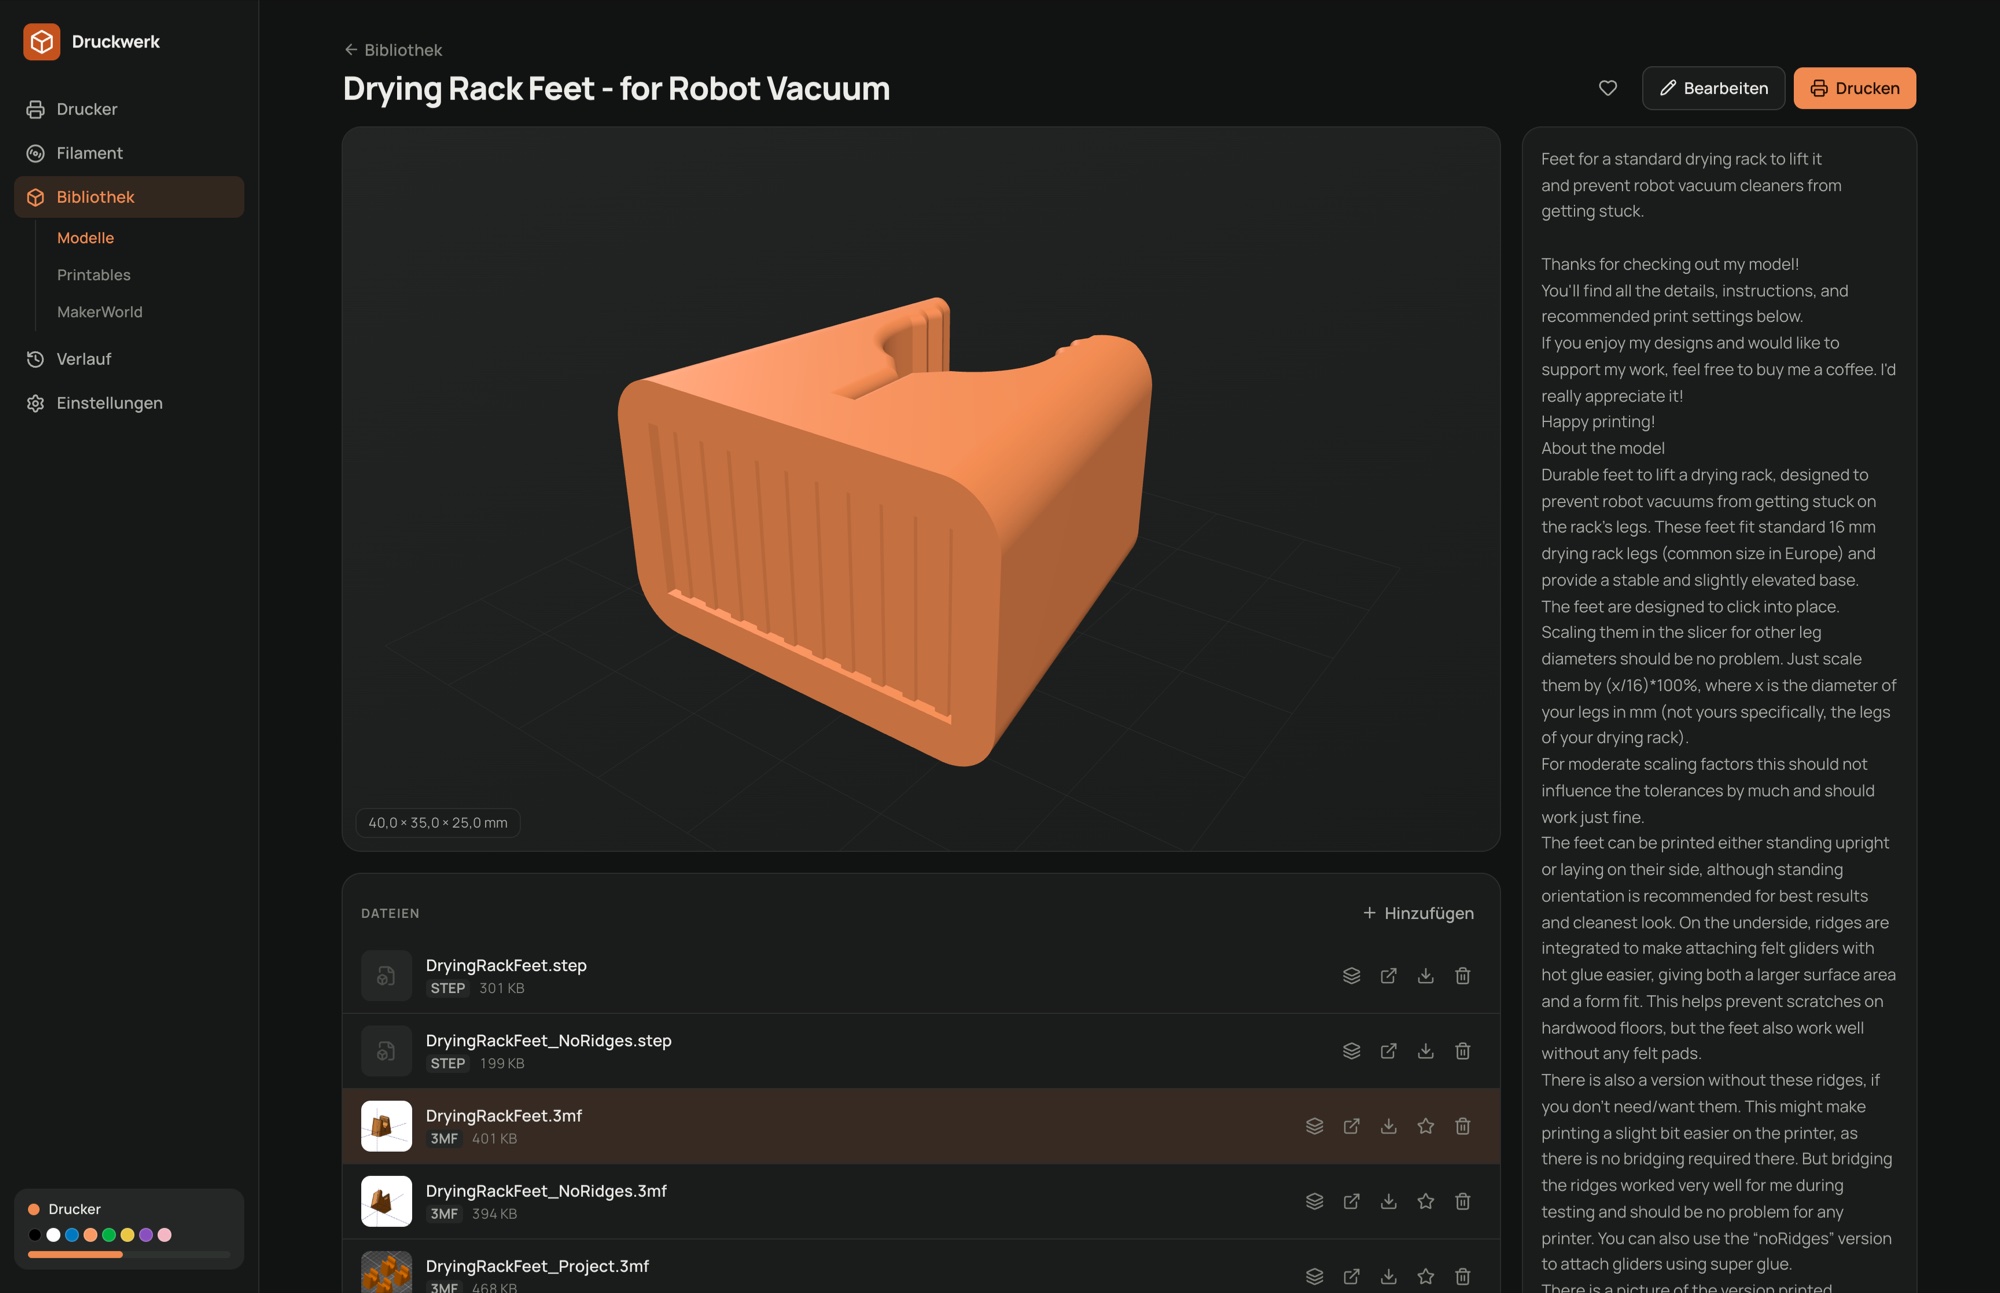 Druckwerk
Drucker
Filament
Bibliothek
Modelle
Printables
MakerWorld
Verlauf
Einstellungen
Drucker
Bibliothek
Drying Rack Feet - for Robot Vacuum
Bearbeiten
Drucken
40,0 × 35,0 × 25,0 mm
DATEIEN
Hinzufügen
DryingRackFeet.step
STEP 301 KB
DryingRackFeet_NoRidges.step
STEP 199 KB
DryingRackFeet.3mf
3MF 401 KB
DryingRackFeet_NoRidges.3mf
3MF 394 KB
DryingRackFeet_Project.3mf
3MF 468 KB
Feet for a standard drying rack to lift it
and prevent robot vacuum cleaners from
getting stuck.
Thanks for checking out my model!
You'll find all the details, instructions, and
recommended print settings below.
If you enjoy my designs and would like to
support my work, feel free to buy me a coffee. I'd
really appreciate it!
Happy printing!
About the model
Durable feet to lift a drying rack, designed to
prevent robot vacuums from getting stuck on
the rack's legs. These feet fit standard 16 mm
drying rack legs (common size in Europe) and
provide a stable and slightly elevated base.
The feet are designed to click into place.
Scaling them in the slicer for other leg
diameters should be no problem. Just scale
them by (x/16)*100%, where x is the diameter of
your legs in mm (not yours specifically, the legs
of your drying rack).
For moderate scaling factors this should not
influence the tolerances by much and should
work just fine.
The feet can be printed either standing upright
or laying on their side, although standing
orientation is recommended for best results
and cleanest look. On the underside, ridges are
integrated to make attaching felt gliders with
hot glue easier, giving both a larger surface area
and a form fit. This helps prevent scratches on
hardwood floors, but the feet also work well
without any felt pads.
There is also a version without these ridges, if
you don't need/want them. This might make
printing a slight bit easier on the printer, as
there is no bridging required there. But bridging
the ridges worked very well for me during
testing and should be no problem for any
printer. You can also use the “noRidges” version
to attach gliders using super glue.
There is a picture of the version printed